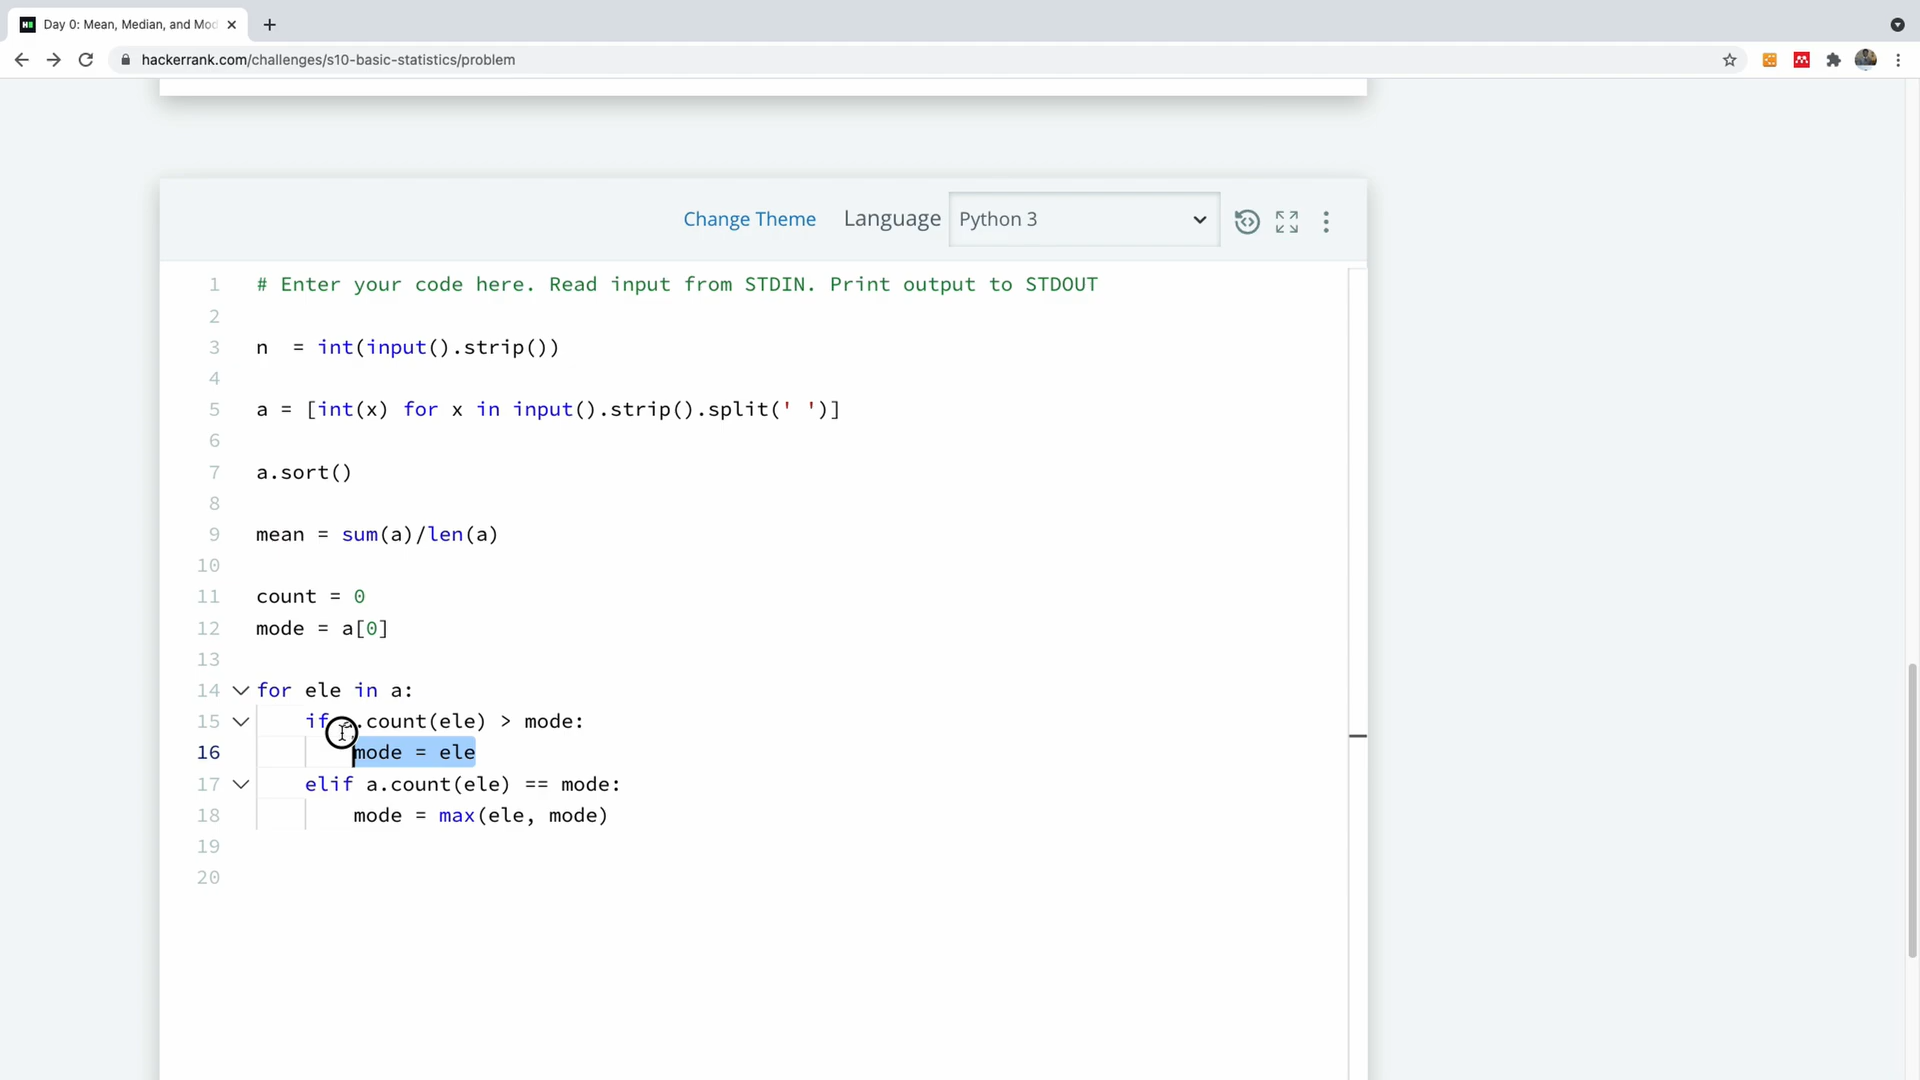 Day 0: Mean, Median, and Mod
hackerrank.com/challenges/s10-basic-statistics/problem
Change Theme Language Python 3
1 # Enter your code here. Read input from STDIN. Print output to STDOUT
2
3 n  = int(input().strip())
4
5 a = [int(x) for x in input().strip().split(' ')]
6
7 a.sort()
8
9 mean = sum(a)/len(a)
10
11 count = 0
12 mode = a[0]
13
14 for ele in a:
15 if a.count(ele) > mode:
16 mode = ele
17 elif a.count(ele) == mode:
18 mode = max(ele, mode)
19
20